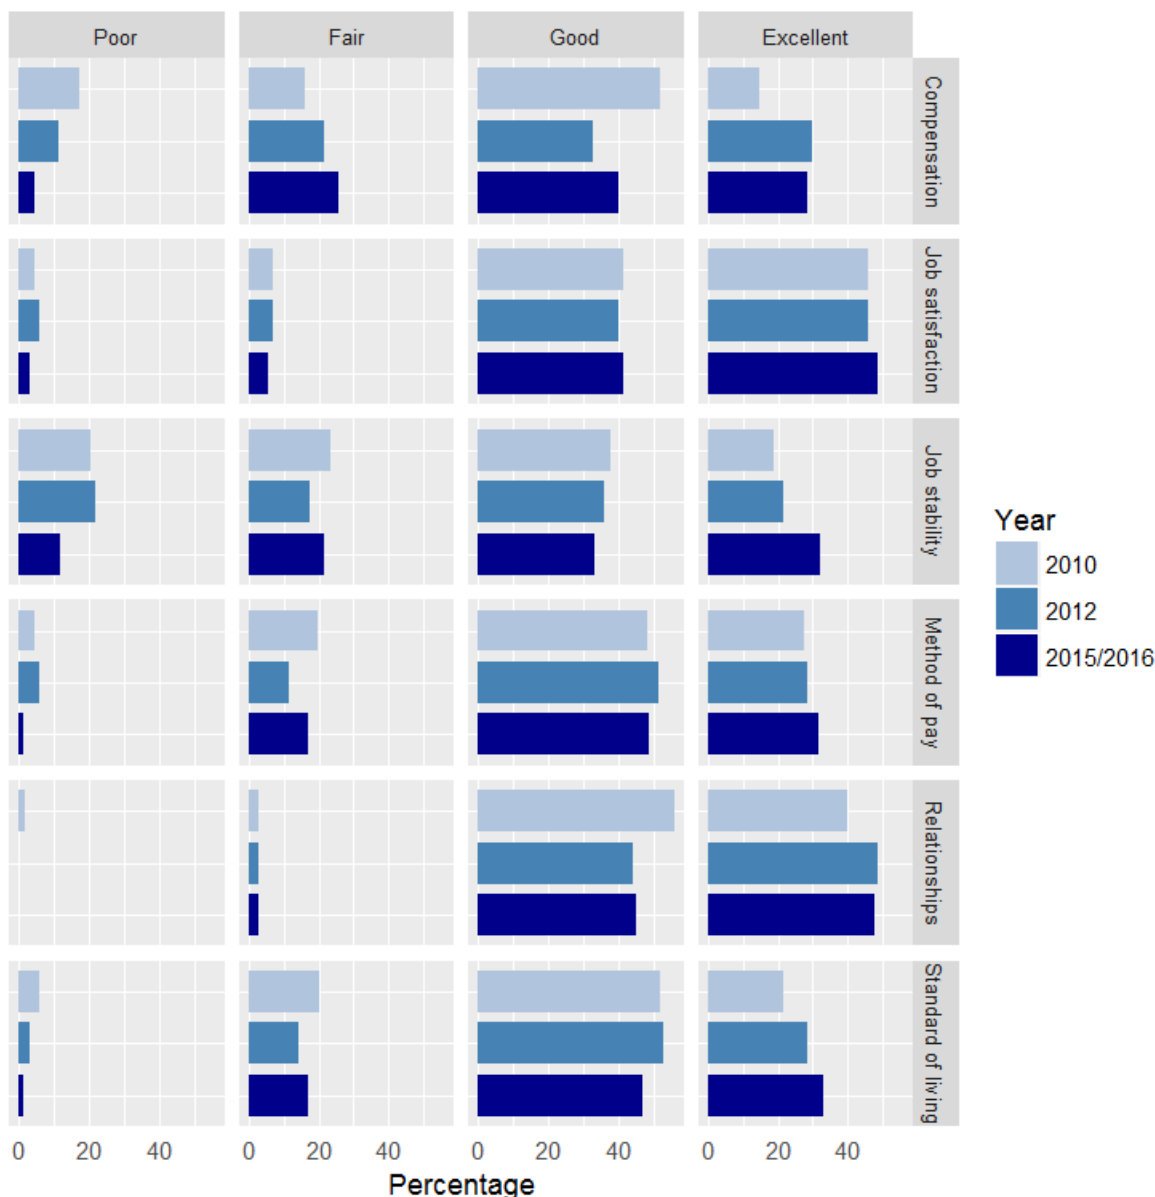 Poor Fair Good Excellent
Compensation
Job satisfaction
Job stability
Method of pay
Relationships
Standard of living
0 20 40 0 20 40 0 20 40 0 20 40
Percentage
Year
2010
2012
2015/2016